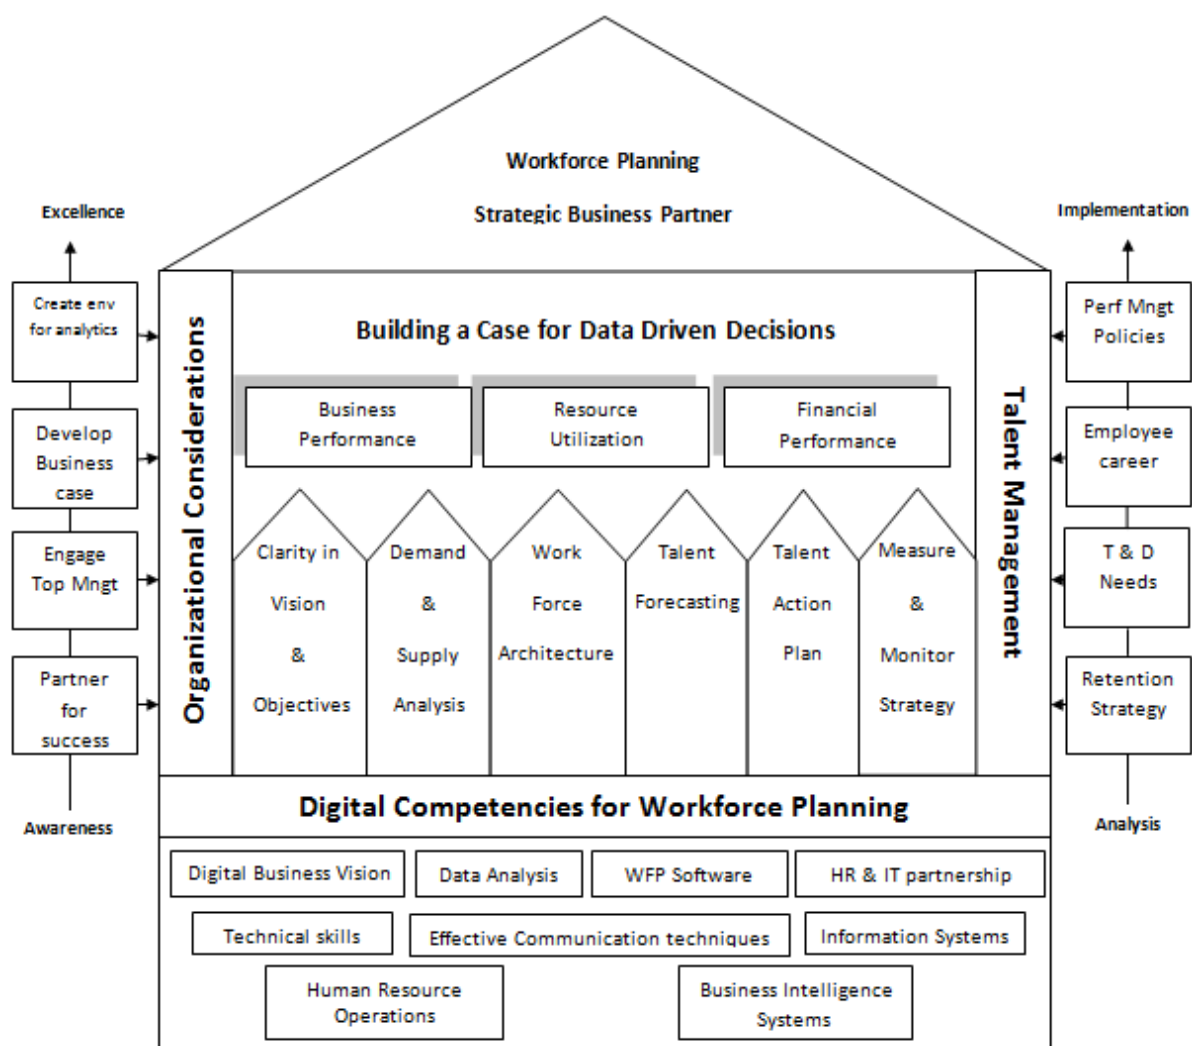 Workforce Planning
Strategic Business Partner
Excellence
Create env
for analytics
Develop
Business
case
Engage
Top Mngt
Partner
for
success
Awareness
Organizational Considerations
Building a Case for Data Driven Decisions
Business
Performance
Resource
Utilization
Financial
Performance
Clarity in
Vision
&
Objectives
Demand
&
Supply
Analysis
Work
Force
Architecture
Talent
Forecasting
Talent
Action
Plan
Measure
&
Monitor
Strategy
Talent Management
Implementation
Perf Mngt
Policies
Employee
career
T & D
Needs
Retention
Strategy
Analysis
Digital Competencies for Workforce Planning
Digital Business Vision
Data Analysis
WFP Software
HR & IT partnership
Technical skills
Effective Communication techniques
Information Systems
Human Resource
Operations
Business Intelligence
Systems